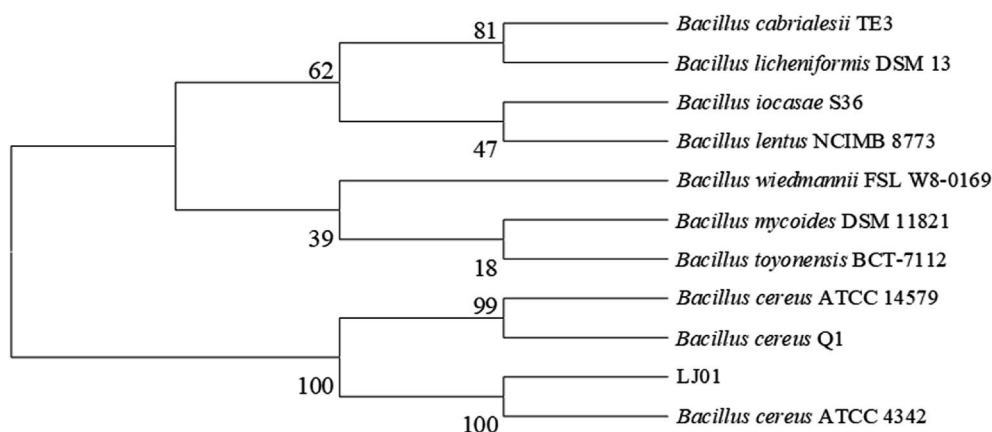 81
Bacillus cabrialesii TE3
62
Bacillus licheniformis DSM 13
Bacillus iocasae S36
47
Bacillus lentus NCIMB 8773
Bacillus wiedmannii FSL W8-0169
39
Bacillus mycoides DSM 11821
18
Bacillus toyonensis BCT-7112
99
Bacillus cereus ATCC 14579
Bacillus cereus Q1
100
LJ01
100
Bacillus cereus ATCC 4342